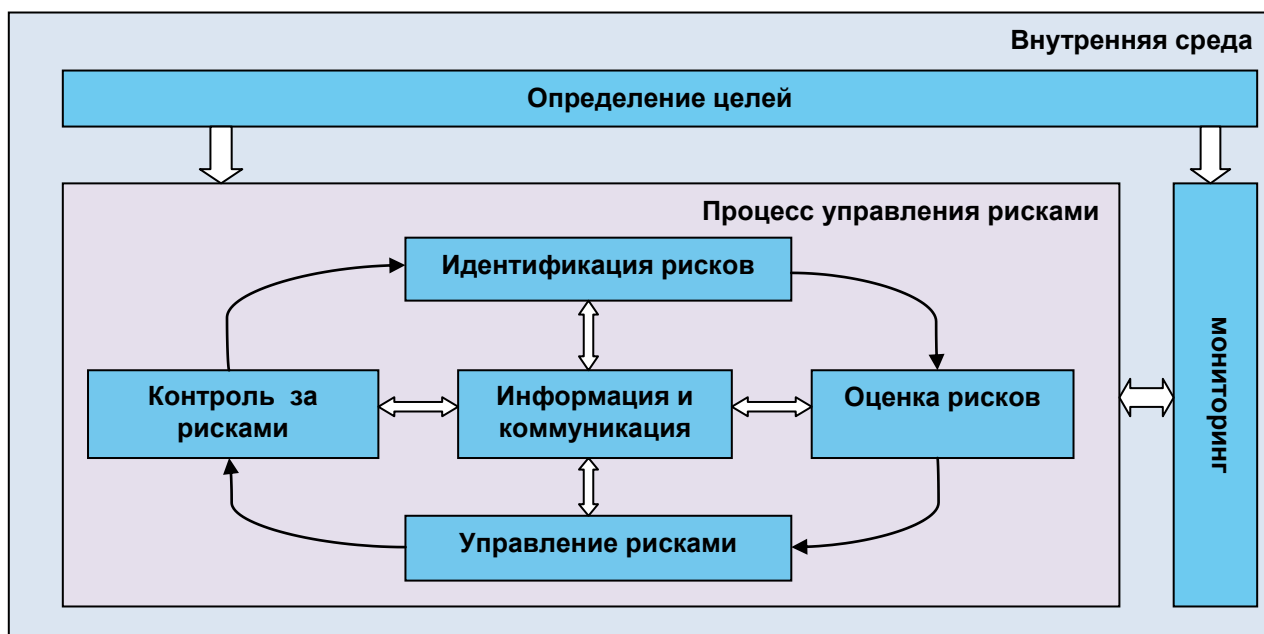 Внутренняя среда
Определение целей
Процесс управления рисками
Идентификация рисков
Контроль за
рисками
Информация и
коммуникация
Оценка рисков
Управление рисками
мониторинг